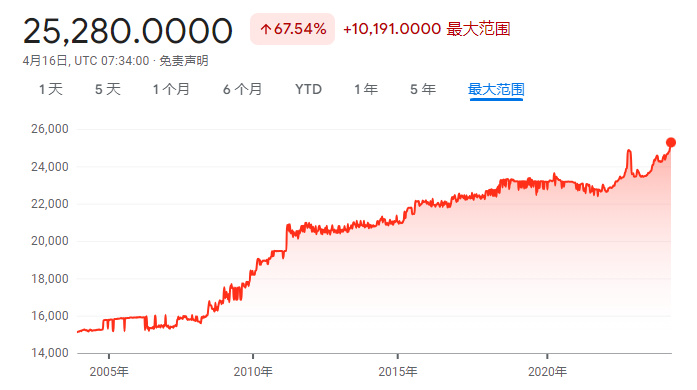 25,280.0000 ↑67.54% +10,191.0000 最大范围
4月16日, UTC 07:34:00 · 免责声明
1天 5天 1个月 6个月 YTD 1年 5年 最大范围
26,000
24,000
22,000
20,000
18,000
16,000
14,000
2005年 2010年 2015年 2020年